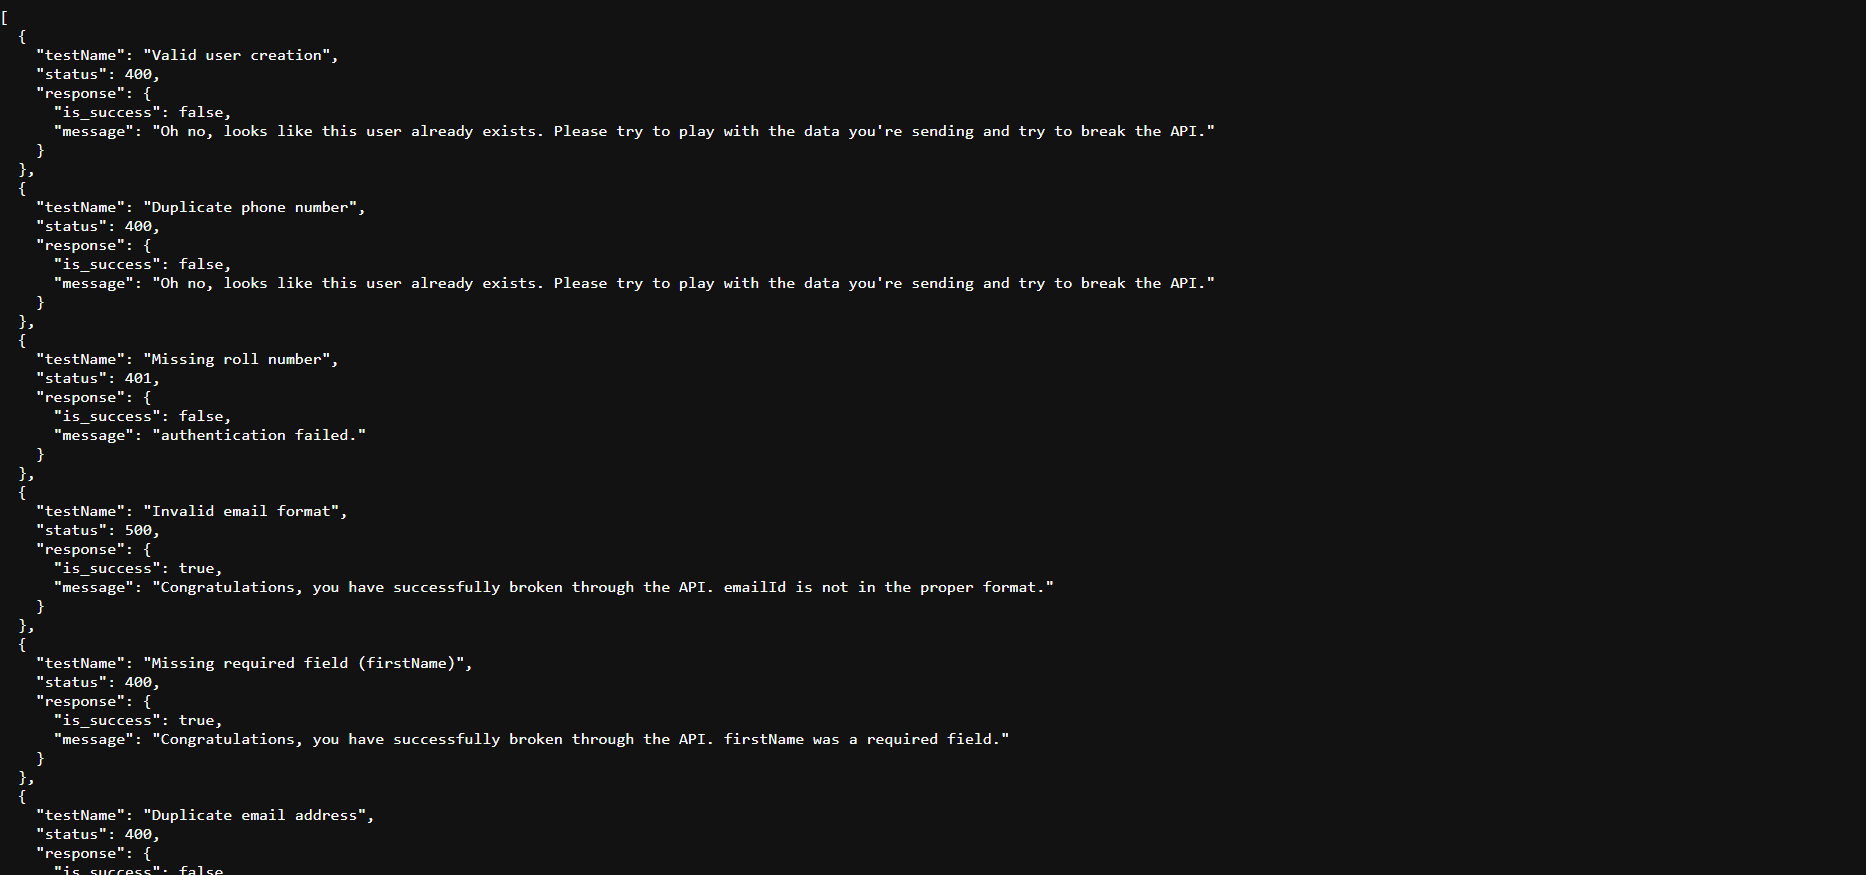 [
  {
    "testName": "Valid user creation",
    "status": 400,
    "response": {
      "is_success": false,
      "message": "Oh no, looks like this user already exists. Please try to play with the data you're sending and try to break the API."
    }
  },
  {
    "testName": "Duplicate phone number",
    "status": 400,
    "response": {
      "is_success": false,
      "message": "Oh no, looks like this user already exists. Please try to play with the data you're sending and try to break the API."
    }
  },
  {
    "testName": "Missing roll number",
    "status": 401,
    "response": {
      "is_success": false,
      "message": "authentication failed."
    }
  },
  {
    "testName": "Invalid email format",
    "status": 500,
    "response": {
      "is_success": true,
      "message": "Congratulations, you have successfully broken through the API. emailId is not in the proper format."
    }
  },
  {
    "testName": "Missing required field (firstName)",
    "status": 400,
    "response": {
      "is_success": true,
      "message": "Congratulations, you have successfully broken through the API. firstName was a required field."
    }
  },
  {
    "testName": "Duplicate email address",
    "status": 400,
    "response": {
      "is_success": false